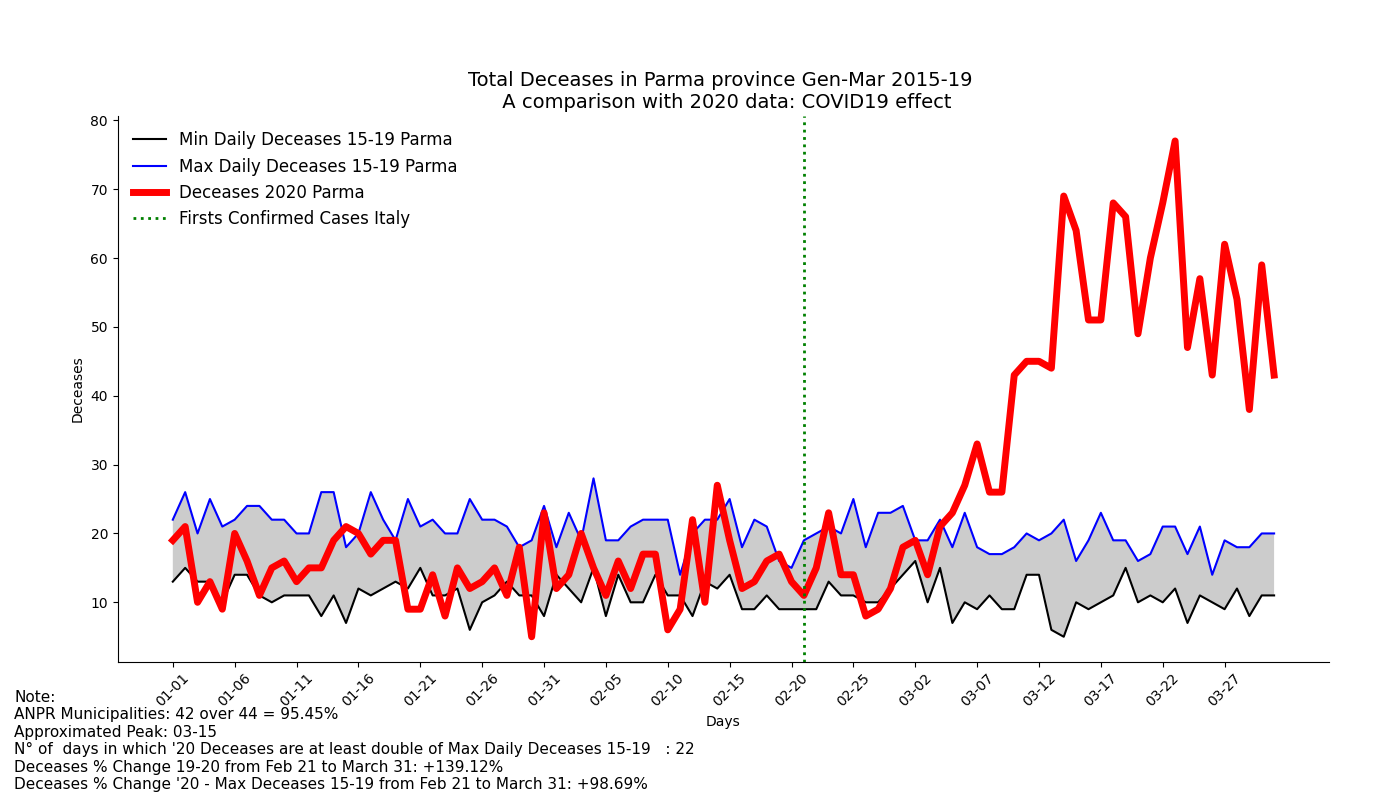 Total Deceases in Parma province Gen-Mar 2015-19
A comparison with 2020 data: COVID19 effect
80
70
60
50
40
30
20
10
Deceases
Min Daily Deceases 15-19 Parma
Max Daily Deceases 15-19 Parma
Deceases 2020 Parma
Firsts Confirmed Cases Italy
01-01 01-06 01-11 01-16 01-21 01-26 01-31 02-05 02-10 02-15 02-20 02-25 03-02 03-07 03-12 03-17 03-22 03-27
Days
Note:
ANPR Municipalities: 42 over 44 = 95.45%
Approximated Peak: 03-15
N° of  days in which '20 Deceases are at least double of Max Daily Deceases 15-19   : 22
Deceases % Change 19-20 from Feb 21 to March 31: +139.12%
Deceases % Change '20 - Max Deceases 15-19 from Feb 21 to March 31: +98.69%